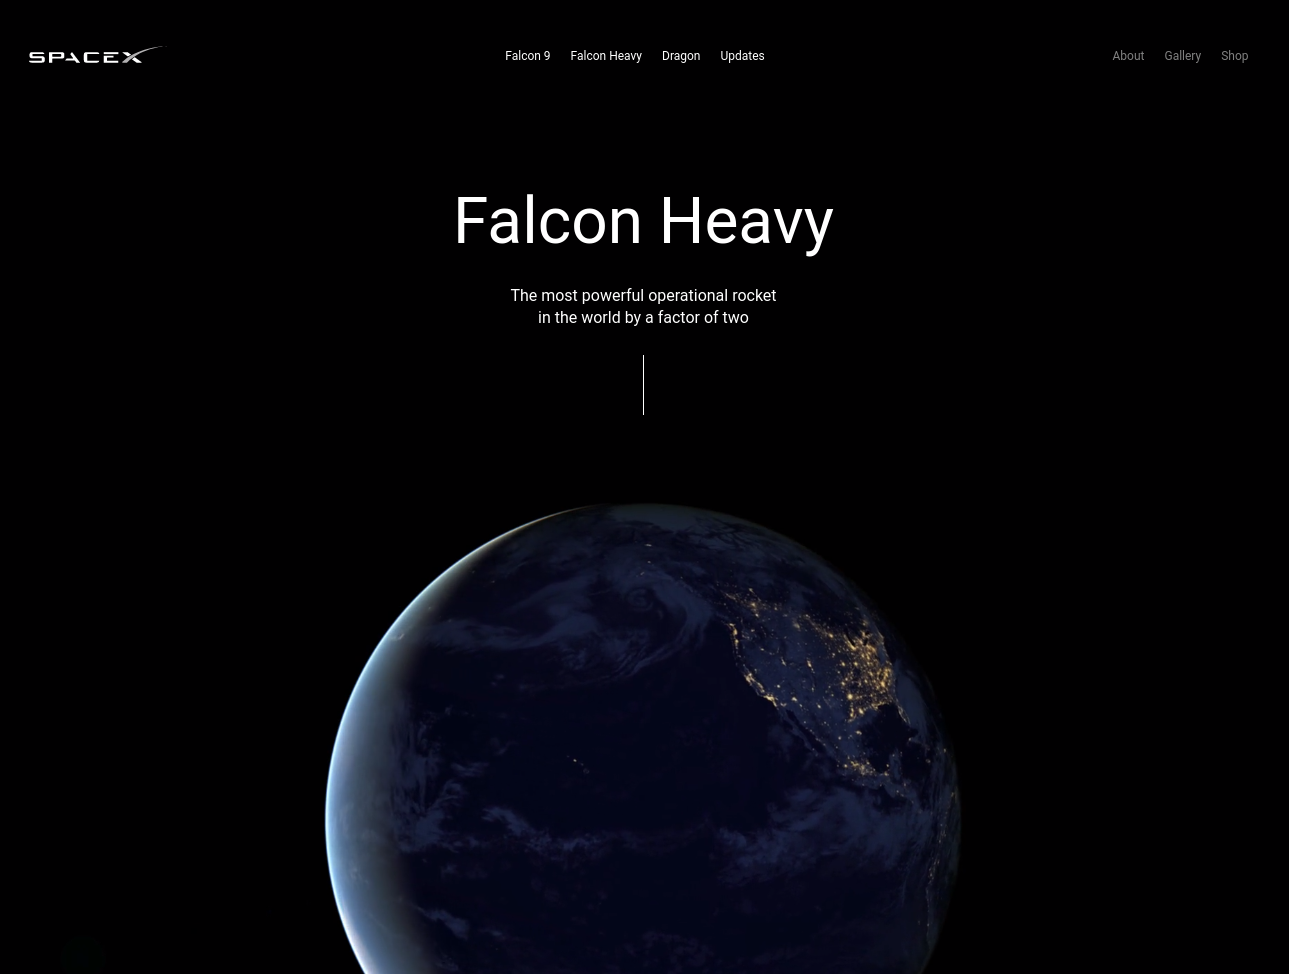 SPACEX
Falcon 9 Falcon Heavy Dragon Updates
About Gallery Shop
Falcon Heavy
The most powerful operational rocket
in the world by a factor of two